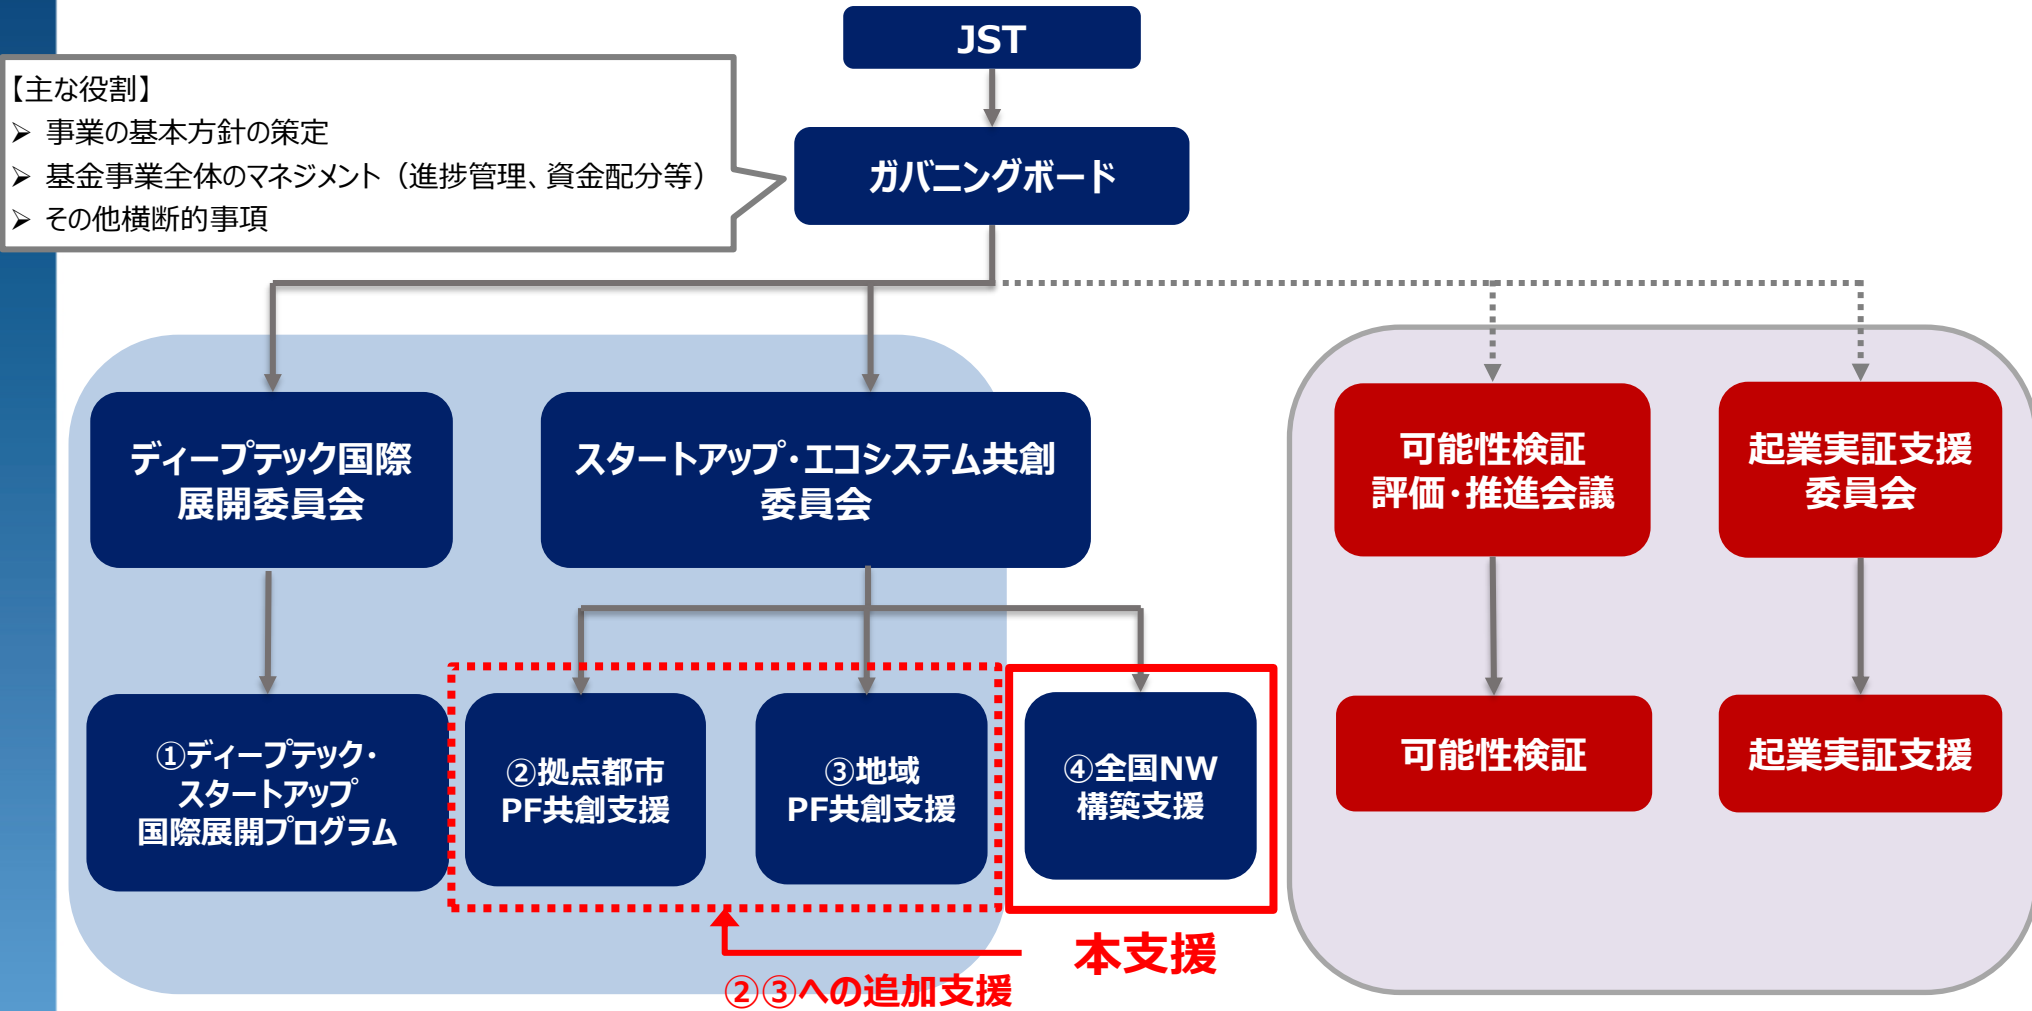 JST
【主な役割】
➢ 事業の基本方針の策定
➢ 基金事業全体のマネジメント（進捗管理、資金配分等）
➢ その他横断的事項
ガバニングボード
ディープテック国際
展開委員会
スタートアップ・エコシステム共創
委員会
可能性検証
評価・推進会議
起業実証支援
委員会
①ディープテック・
スタートアップ
国際展開プログラム
②拠点都市
PF共創支援
③地域
PF共創支援
④全国NW
構築支援
可能性検証
起業実証支援
本支援
②③への追加支援